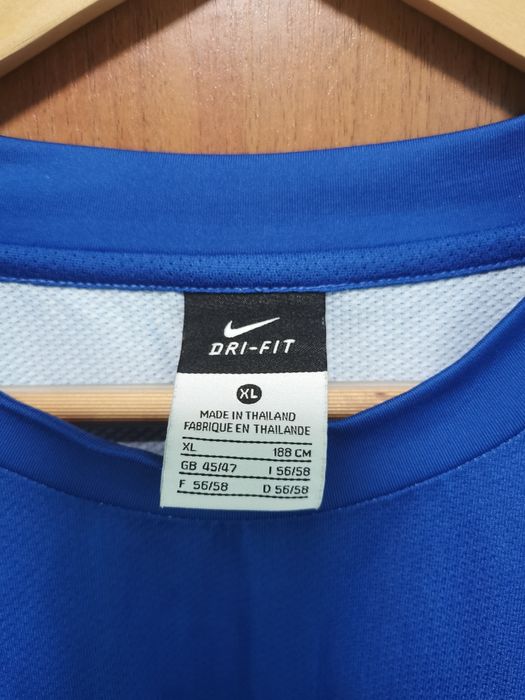 DRI-FIT
XL
MADE IN THAILAND
FABRIQUE EN THAILANDE
XL 188 CM
GB 45/47 I 56/58
F 56/58 D 56/58